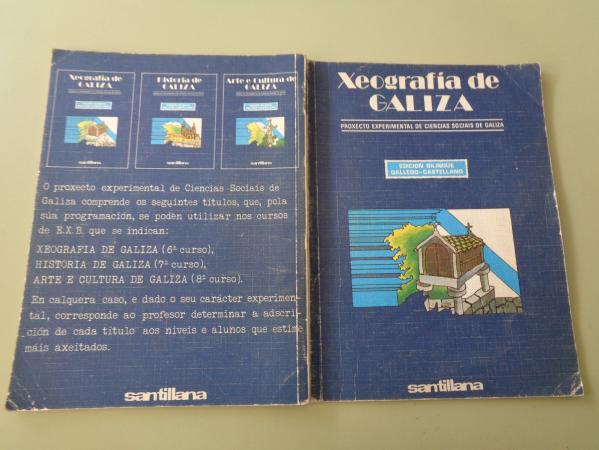 Xeografía de
GALIZA
Historia de
GALIZA
Arte e Cultura de
GALIZA
santillana
santillana
santillana
O proxecto experimental de Ciencias Sociais de
Galiza comprende os seguintes títulos, que, pola
súa programación, se poden utilizar nos cursos
de E.X.B. que se indican:
XEOGRAFIA DE GALIZA (6º curso),
HISTORIA DE GALIZA (7º curso),
ARTE E CULTURA DE GALIZA (8º curso).
En calquera caso, e dado o seu carácter experimen-
tal, corresponde ao profesor determinar a adscri-
ción de cada título aos niveis e alunos que estime
máis axeitados.
santillana
Xeografía de
GALIZA
PROXECTO EXPERIMENTAL DE CIENCIAS SOCIAIS DE GALIZA
EDICION BILINGÜE
GALLEGO-CASTELLANO
santillana